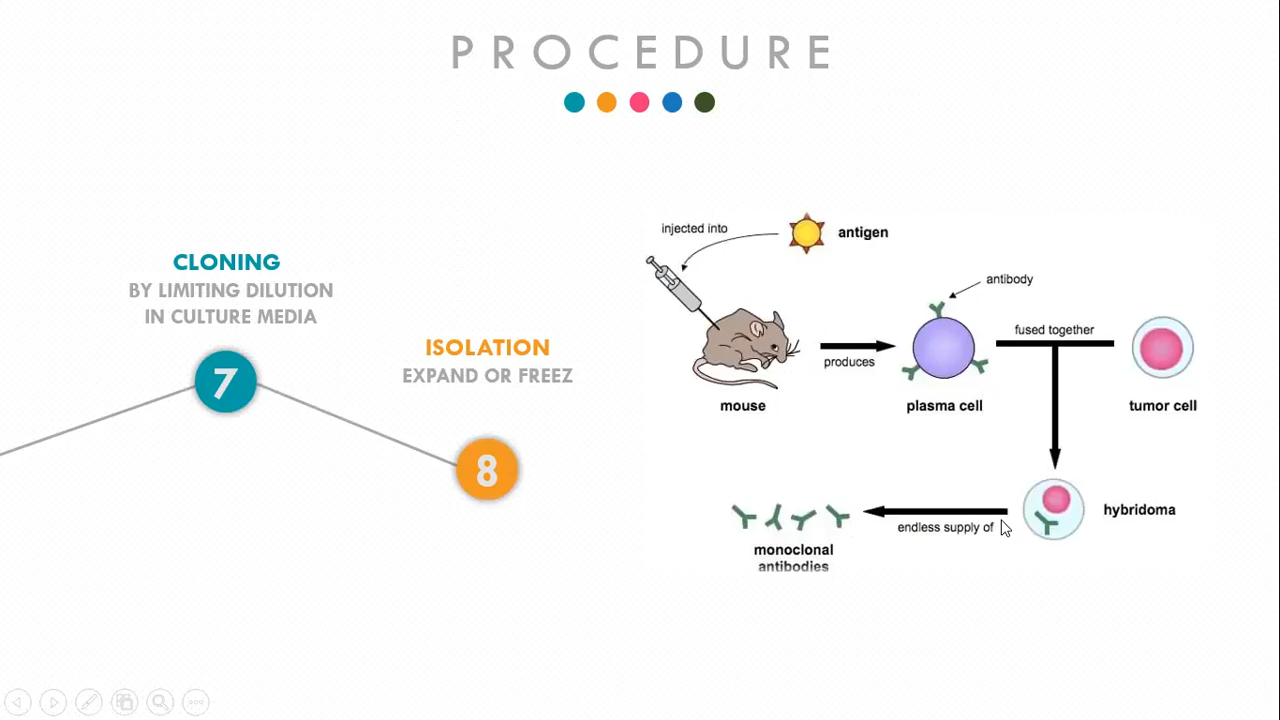 PROCEDURE
CLONING
BY LIMITING DILUTION
IN CULTURE MEDIA
7
ISOLATION
EXPAND OR FREEZ
8
injected into
antigen
antibody
fused together
produces
mouse
plasma cell
tumor cell
hybridoma
endless supply of
monoclonal
antibodies